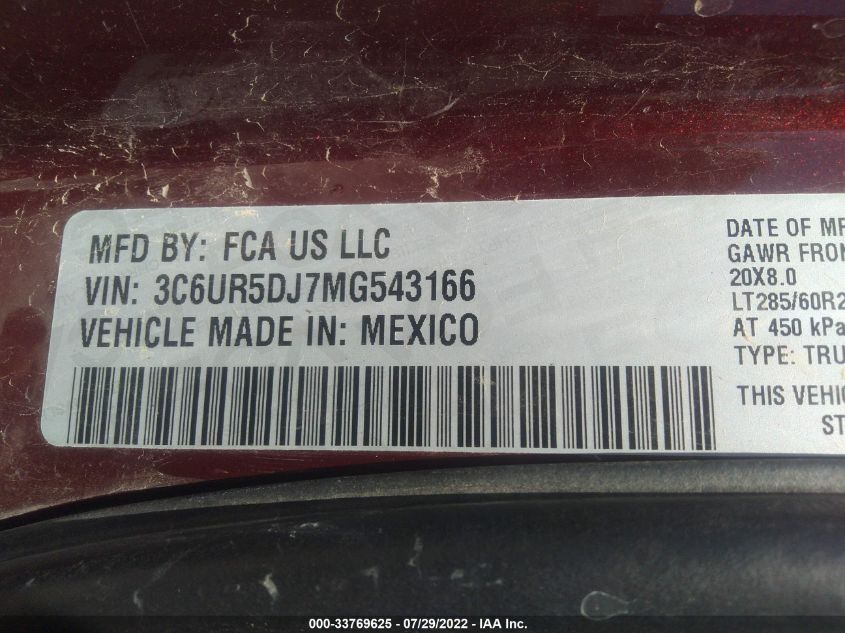 MFD BY: FCA US LLC
VIN: 3C6UR5DJ7MG543166
VEHICLE MADE IN: MEXICO
DATE OF MF
GAWR FRON
20X8.0
LT285/60R2
AT 450 kPa
TYPE: TRU
THIS VEHIC
ST
000-33769625 - 07/29/2022 - IAA Inc.